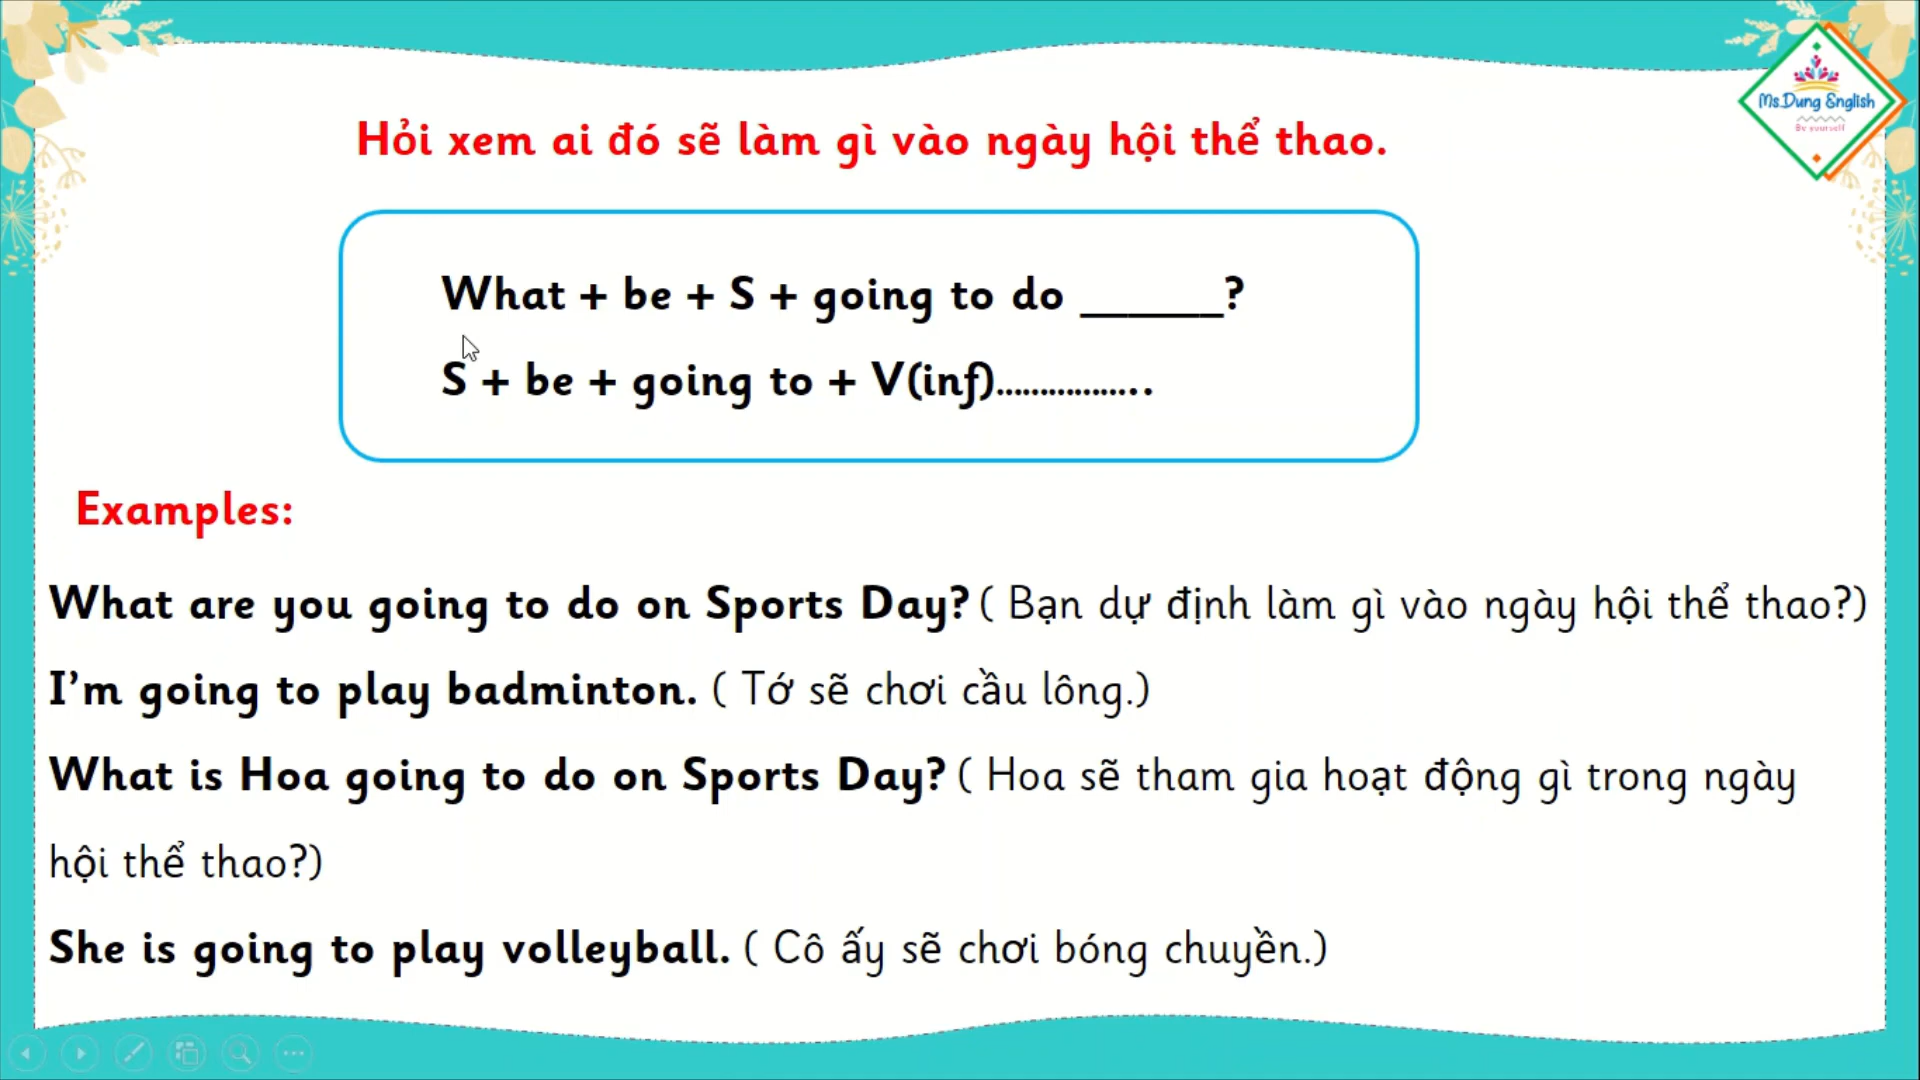 Ms.Dung English
Be yourself
Hỏi xem ai đó sẽ làm gì vào ngày hội thể thao.
What + be + S + going to do ______?
S + be + going to + V(inf)……………..
Examples:
What are you going to do on Sports Day? ( Bạn dự định làm gì vào ngày hội thể thao?)
I’m going to play badminton. ( Tớ sẽ chơi cầu lông.)
What is Hoa going to do on Sports Day? ( Hoa sẽ tham gia hoạt động gì trong ngày
hội thể thao?)
She is going to play volleyball. ( Cô ấy sẽ chơi bóng chuyền.)